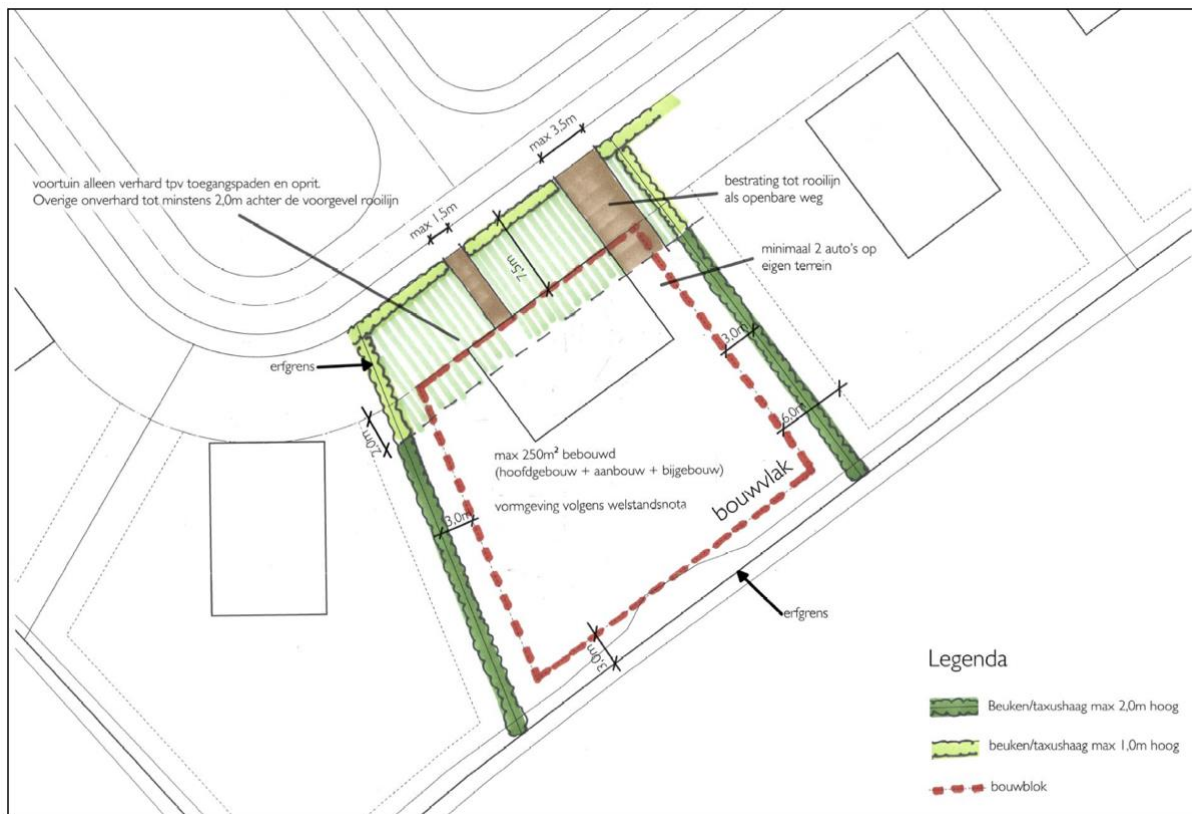 max 3,5m
voortuin alleen verhard tpv toegangspaden en oprit.
Overige onverhard tot minstens 2,0m achter de voorgevel rooilijn
bestrating tot rooilijn
als openbare weg
max 1,5m
7,5m
minimaal 2 auto's op
eigen terrein
erfgrens
3,0m
2,0m
6,0m
max 250m² bebouwd
(hoofdgebouw + aanbouw + bijgebouw)
vormgeving volgens welstandsnota
bouwvlak
3,0m
erfgrens
3,0m
Legenda
Beuken/taxushaag max 2,0m hoog
beuken/taxushaag max 1,0m hoog
bouwblok